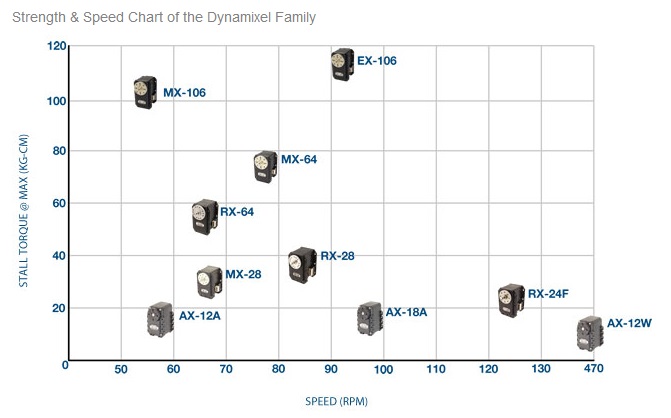 Strength & Speed Chart of the Dynamixel Family
120
EX-106
MX-106
100
80
MX-64
60
RX-64
STALL TORQUE @ MAX (KG-CM)
40
RX-28
MX-28
RX-24F
20
AX-12A
AX-18A
AX-12W
0
50 60 70 80 90 100 110 120 130 470
SPEED (RPM)